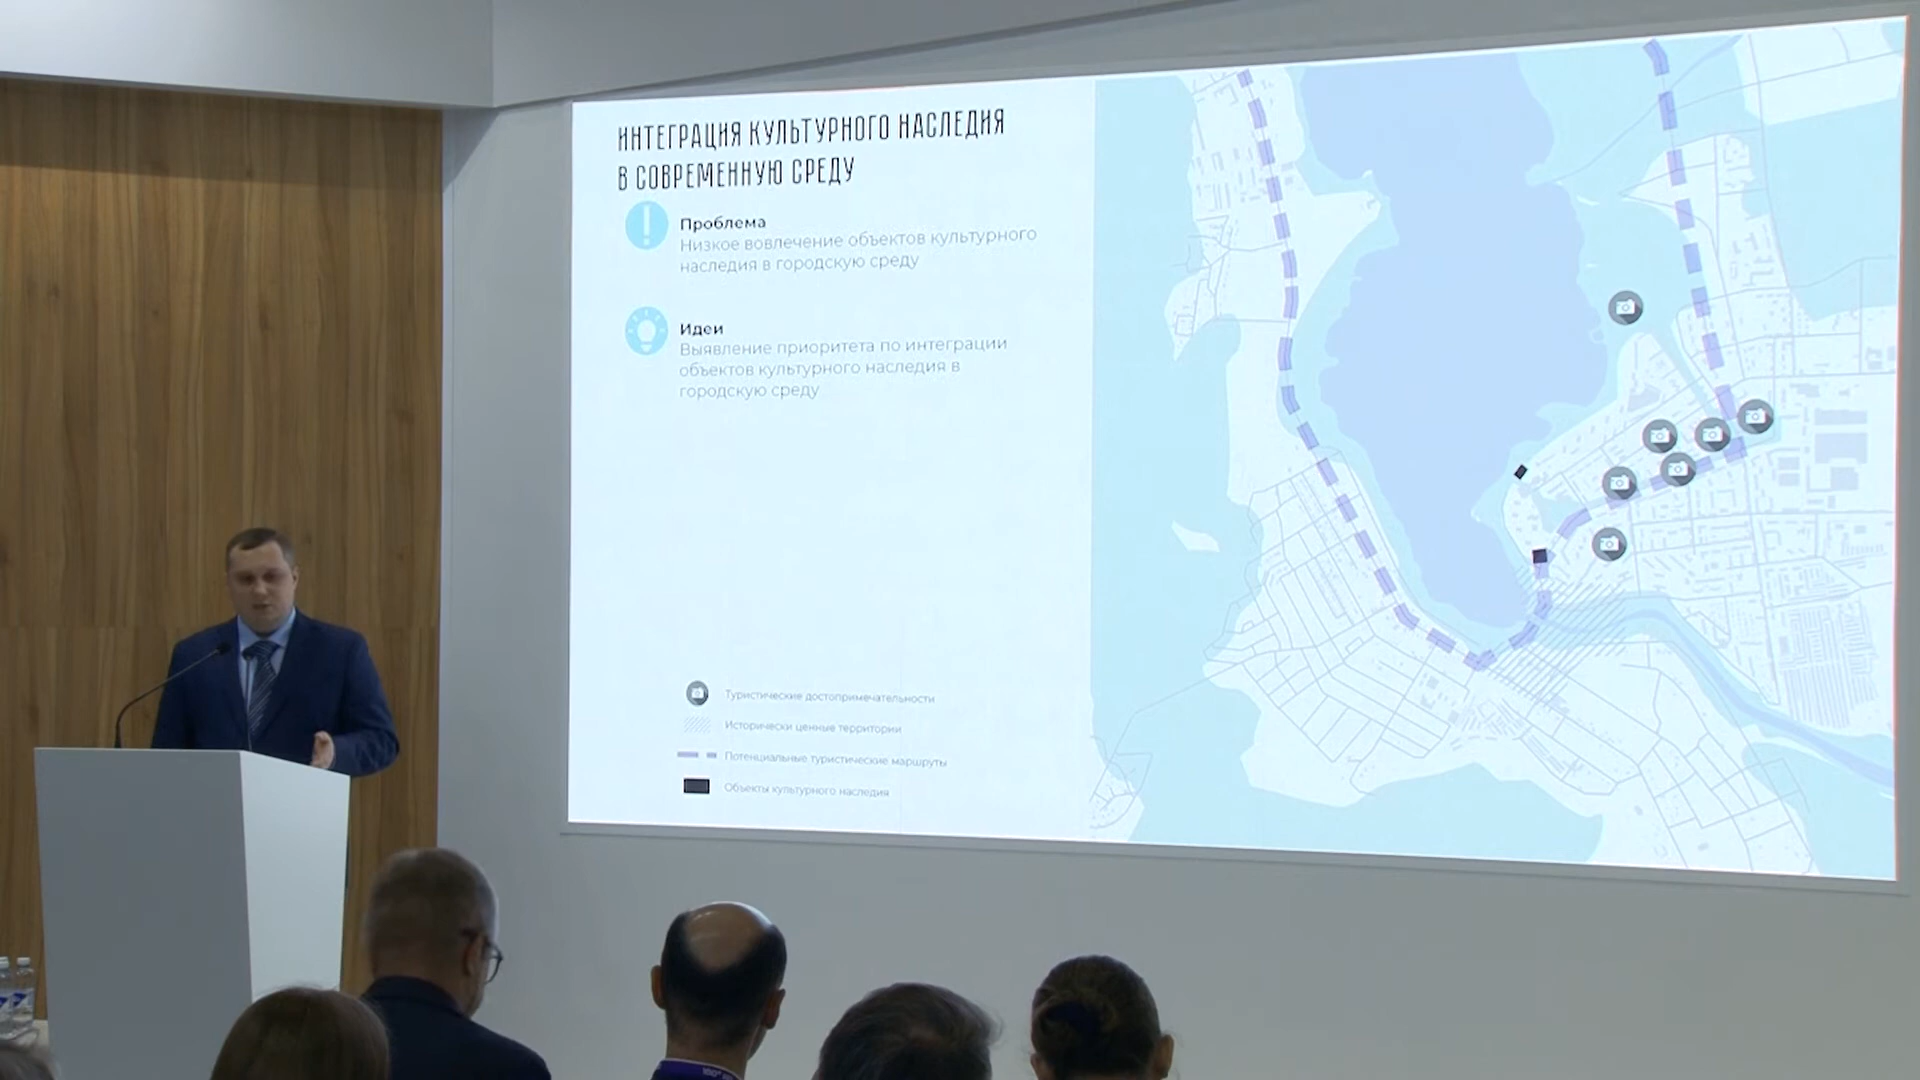 ИНТЕГРАЦИЯ КУЛЬТУРНОГО НАСЛЕДИЯ
В СОВРЕМЕННУЮ СРЕДУ
Проблема
Низкое вовлечение объектов культурного
наследия в городскую среду
Идеи
Выявление приоритета по интеграции
объектов культурного наследия в
городскую среду
Туристические достопримечательности
Исторически ценные территории
Потенциальные туристические маршруты
Объекты культурного наследия